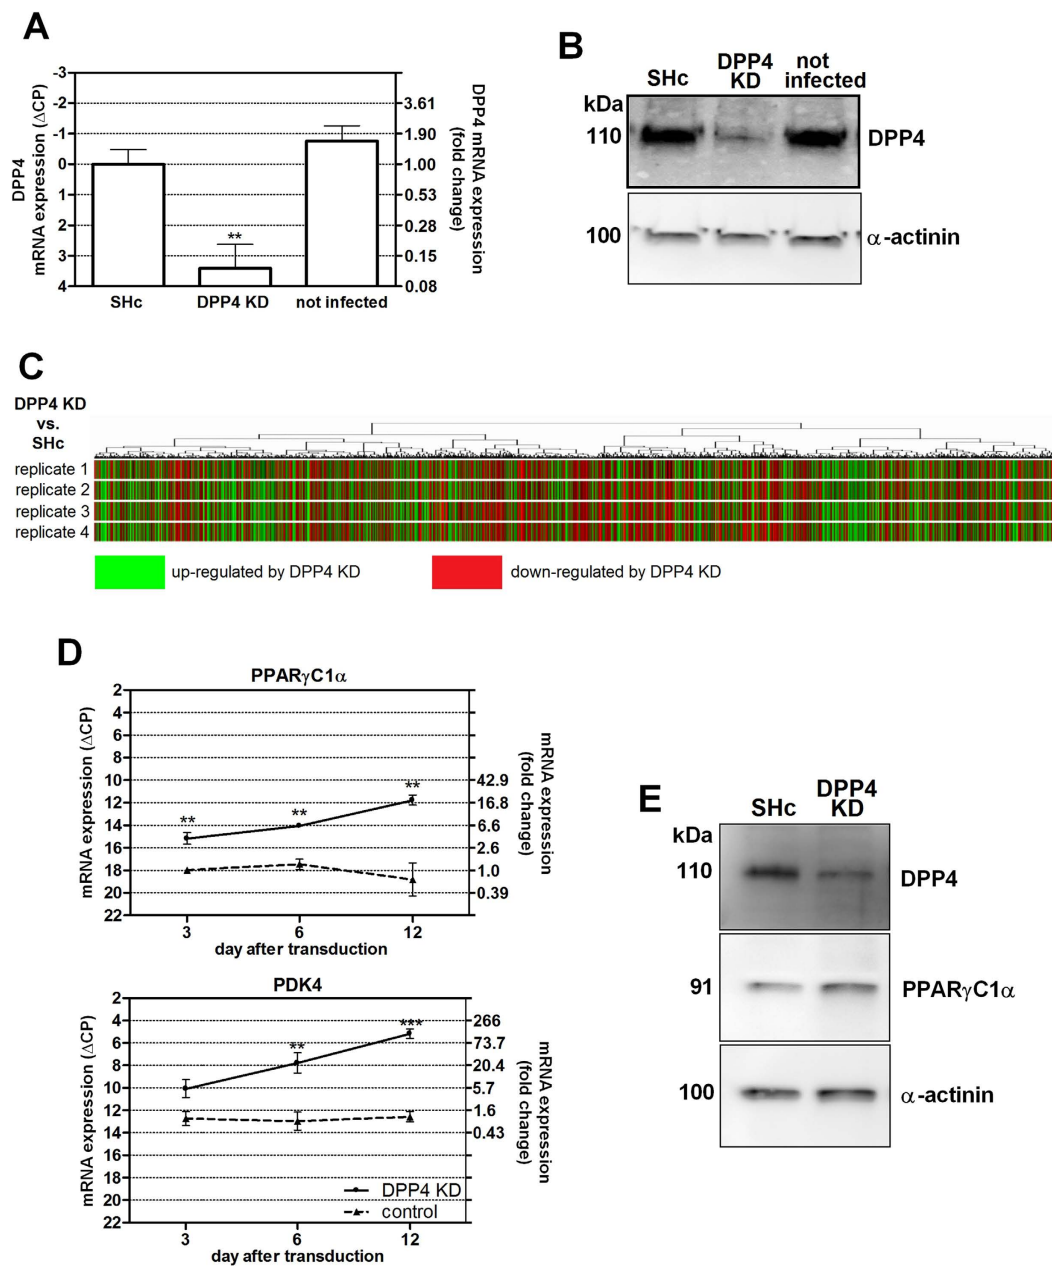 A
DPP4
mRNA expression (ΔCP)
-3
-2
-1
0
1
2
3
4
3.61
1.90
1.00
0.53
0.28
0.15
0.08
DPP4 mRNA expression
(fold change)
**
SHc
DPP4 KD
not infected
B
SHc
DPP4
KD
not
infected
kDa
110
DPP4
100
α-actinin
C
DPP4 KD
vs.
SHc
replicate 1
replicate 2
replicate 3
replicate 4
up-regulated by DPP4 KD
down-regulated by DPP4 KD
D
PPARγC1α
mRNA expression (ΔCP)
2
4
6
8
10
12
14
16
18
20
22
42.9
16.8
6.6
2.6
1.0
0.39
mRNA expression
(fold change)
**
**
**
3
6
12
day after transduction
PDK4
mRNA expression (ΔCP)
2
4
6
8
10
12
14
16
18
20
22
266
73.7
20.4
5.7
1.6
0.43
mRNA expression
(fold change)
**
***
DPP4 KD
control
3
6
12
day after transduction
E
SHc
DPP4
KD
kDa
110
DPP4
91
PPARγC1α
100
α-actinin